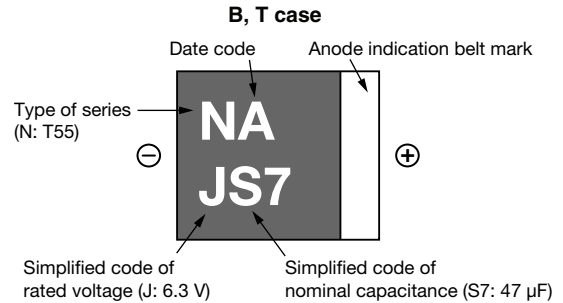 B, T case
Date code
Anode indication belt mark
Type of series
(N: T55)
NA
JS7
⊖
⊕
Simplified code of
rated voltage (J: 6.3 V)
Simplified code of
nominal capacitance (S7: 47 μF)